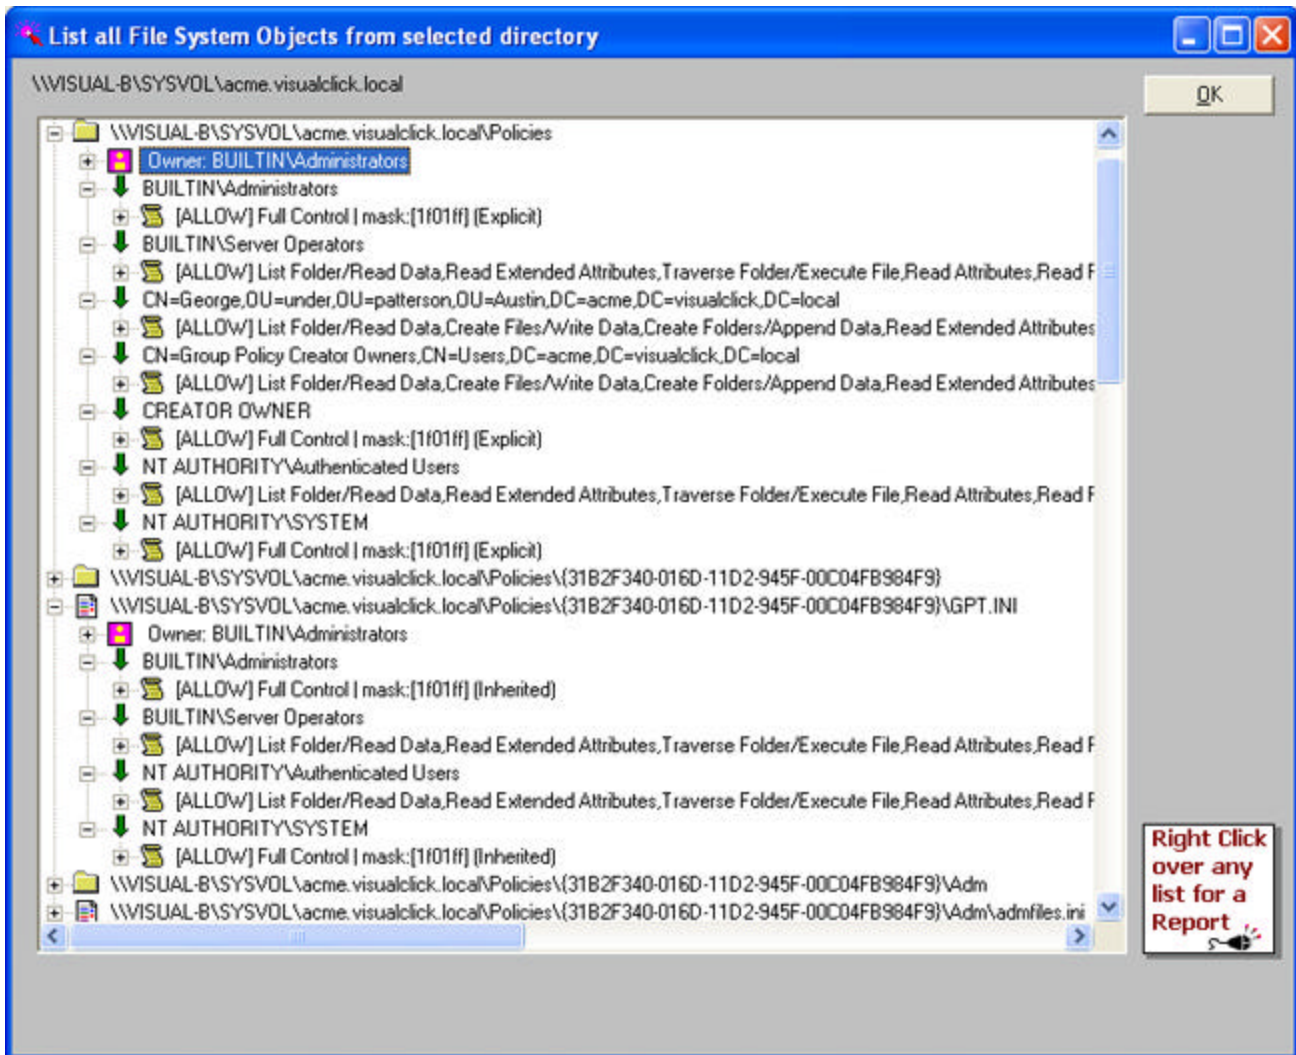 List all File System Objects from selected directory
\\VISUAL-B\SYSVOL\acme.visualclick.local
OK
\\VISUAL-B\SYSVOL\acme.visualclick.local\Policies
Owner: BUILTIN\Administrators
BUILTIN\Administrators
[ALLOW] Full Control | mask:[1f01ff] (Explicit)
BUILTIN\Server Operators
[ALLOW] List Folder/Read Data,Read Extended Attributes,Traverse Folder/Execute File,Read Attributes,Read
CN=George,OU=under,OU=patterson,OU=Austin,DC=acme,DC=visualclick,DC=local
[ALLOW] List Folder/Read Data,Create Files/Write Data,Create Folders/Append Data,Read Extended Attributes
CN=Group Policy Creator Owners,CN=Users,DC=acme,DC=visualclick,DC=local
[ALLOW] List Folder/Read Data,Create Files/Write Data,Create Folders/Append Data,Read Extended Attributes
CREATOR OWNER
[ALLOW] Full Control | mask:[1f01ff] (Explicit)
NT AUTHORITY\Authenticated Users
[ALLOW] List Folder/Read Data,Read Extended Attributes,Traverse Folder/Execute File,Read Attributes,Read
NT AUTHORITY\SYSTEM
[ALLOW] Full Control | mask:[1f01ff] (Explicit)
\\VISUAL-B\SYSVOL\acme.visualclick.local\Policies\{31B2F340-016D-11D2-945F-00C04FB984F9}
\\VISUAL-B\SYSVOL\acme.visualclick.local\Policies\{31B2F340-016D-11D2-945F-00C04FB984F9}\GPT.INI
Owner: BUILTIN\Administrators
BUILTIN\Administrators
[ALLOW] Full Control | mask:[1f01ff] (Inherited)
BUILTIN\Server Operators
[ALLOW] List Folder/Read Data,Read Extended Attributes,Traverse Folder/Execute File,Read Attributes,Read
NT AUTHORITY\Authenticated Users
[ALLOW] List Folder/Read Data,Read Extended Attributes,Traverse Folder/Execute File,Read Attributes,Read
NT AUTHORITY\SYSTEM
[ALLOW] Full Control | mask:[1f01ff] (Inherited)
\\VISUAL-B\SYSVOL\acme.visualclick.local\Policies\{31B2F340-016D-11D2-945F-00C04FB984F9}\Adm
\\VISUAL-B\SYSVOL\acme.visualclick.local\Policies\{31B2F340-016D-11D2-945F-00C04FB984F9}\Adm\admfiles.ini
Right Click
over any
list for a
Report